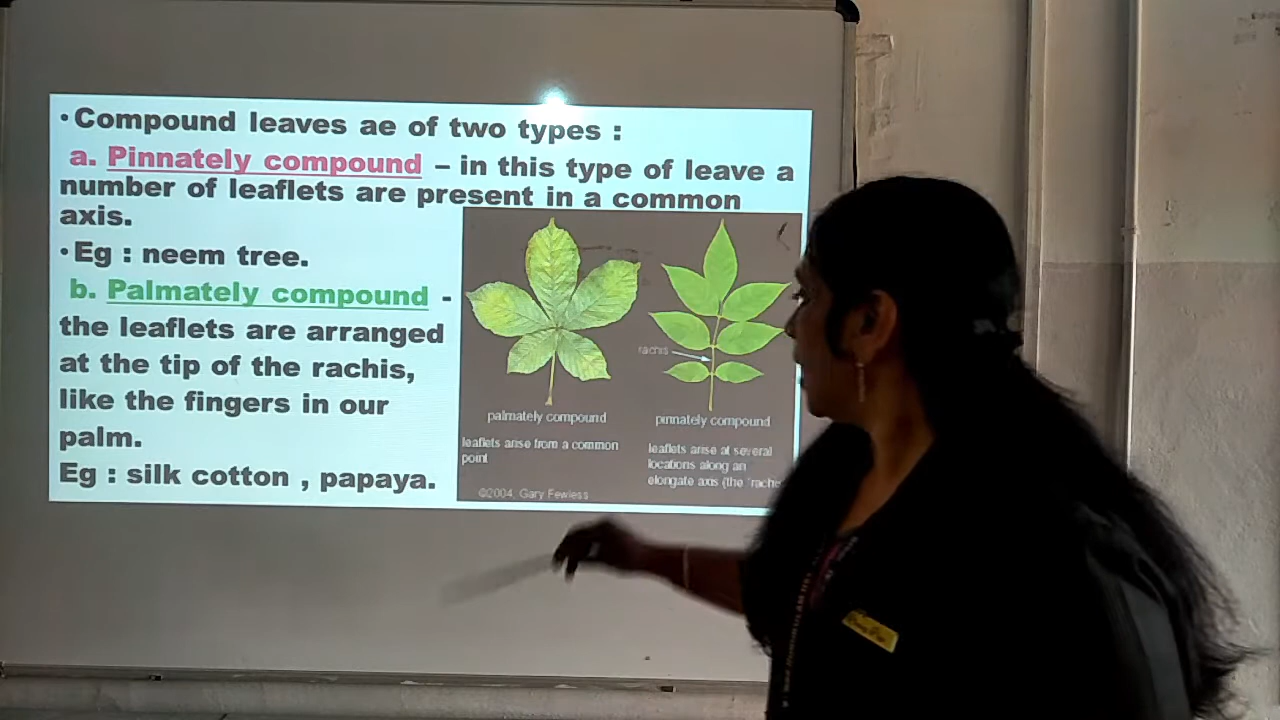 • Compound leaves ae of two types :
a. Pinnately compound – in this type of leave a
number of leaflets are present in a common
axis.
• Eg : neem tree.
b. Palmately compound -
the leaflets are arranged
at the tip of the rachis,
like the fingers in our
palm.
Eg : silk cotton , papaya.
rachis
palmately compound
leaflets arise from a common
point
©2004, Gary Fewless
pinnately compound
leaflets arise at several
locations along an
elongate axis (the "rachi